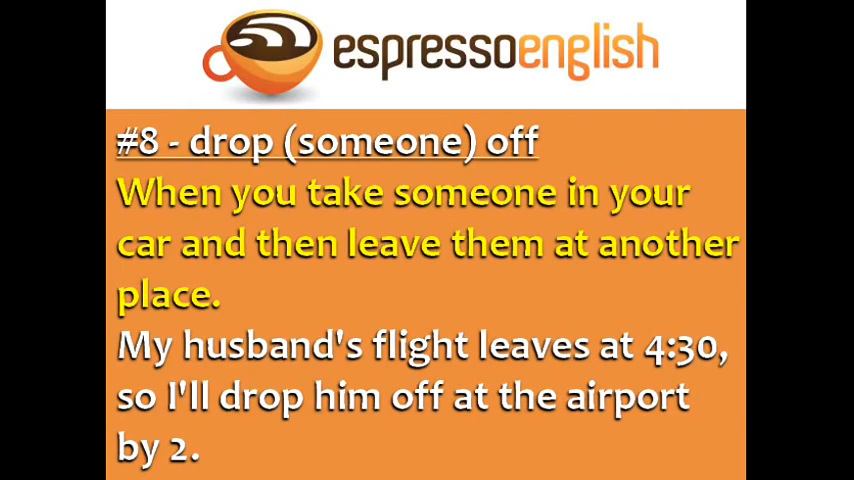 espressoenglish
#8 - drop (someone) off
When you take someone in your
car and then leave them at another
place.
My husband's flight leaves at 4:30,
so I'll drop him off at the airport
by 2.